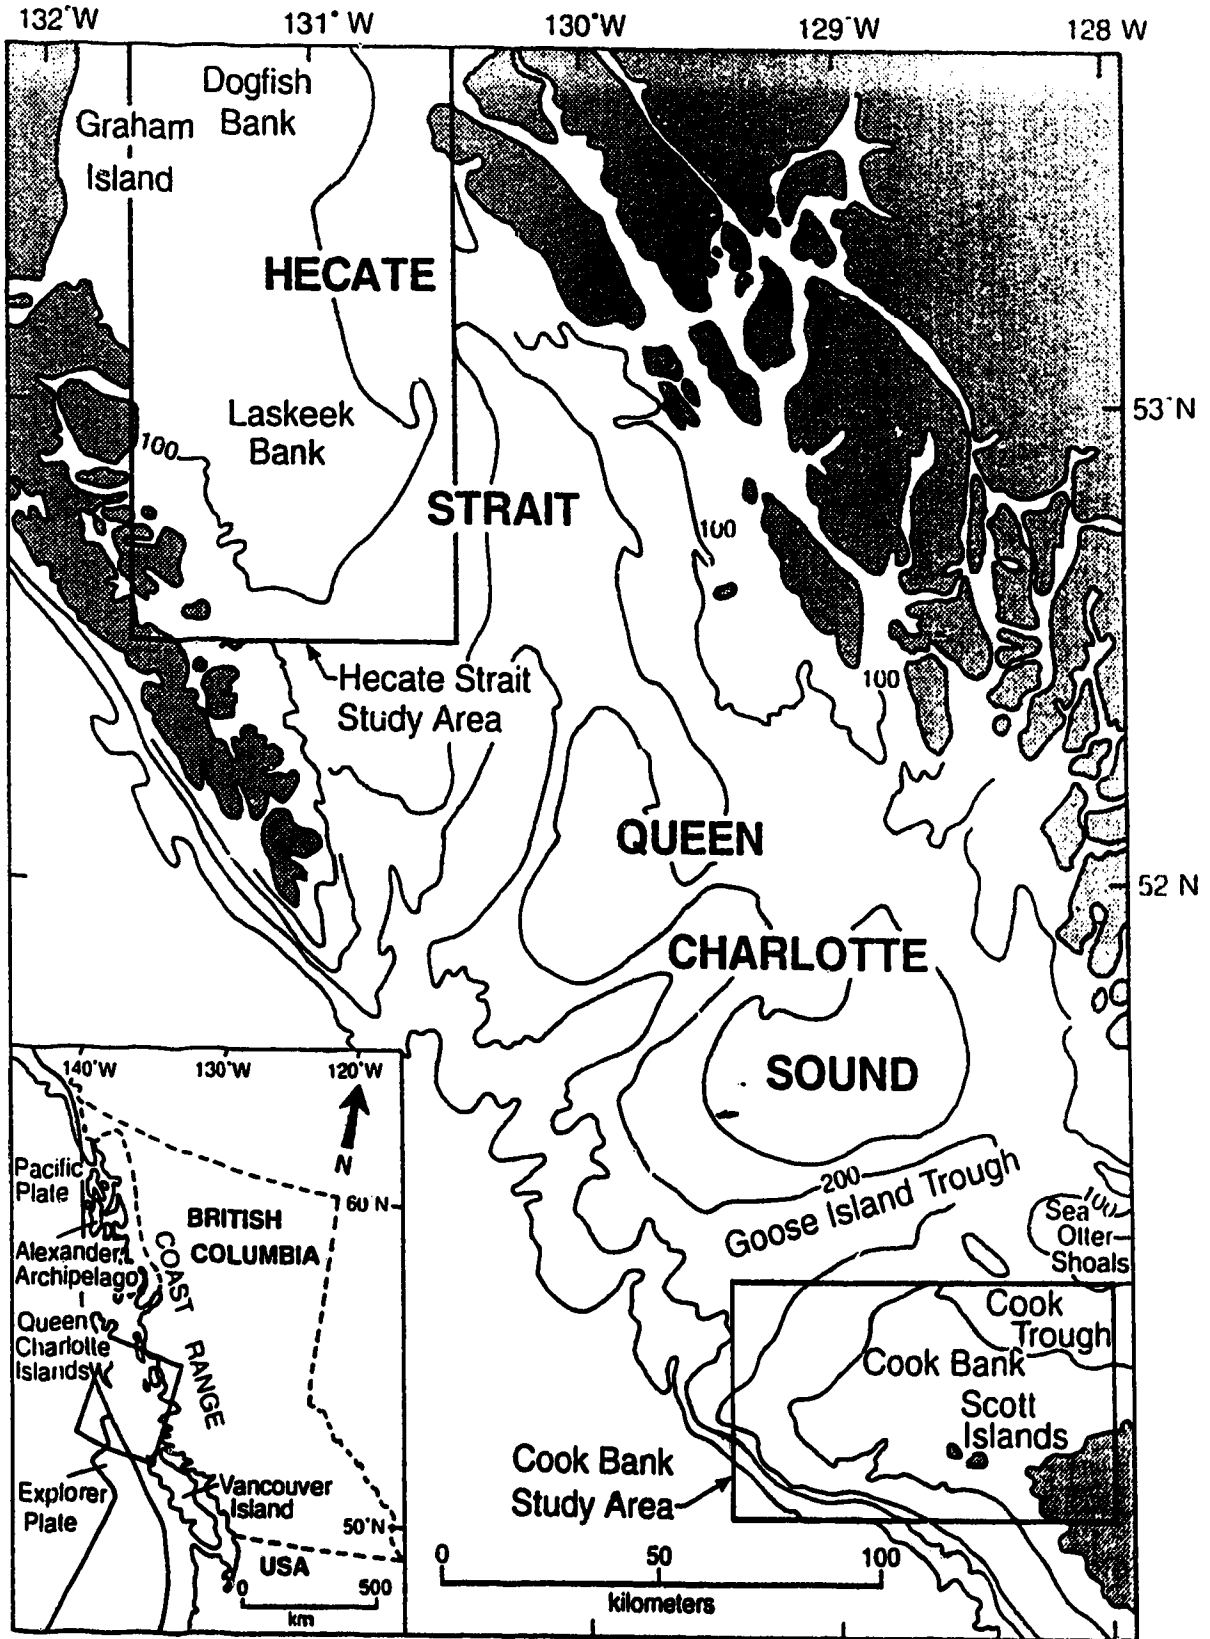 132°W 131°W 130°W 129°W 128 W
Dogfish
Bank
Graham
Island
HECATE
Laskeek
Bank
100
53°N
STRAIT
100
Hecate Strait
Study Area
100
QUEEN
52 N
CHARLOTTE
SOUND
200
Goose Island Trough
100
Sea
Otter
Shoals
Cook
Trough
Cook Bank
Scott
Islands
Cook Bank
Study Area
0 50 100
kilometers
140°W 130°W 120°W
N
Pacific
Plate
60°N
BRITISH
COLUMBIA
COAST RANGE
Alexander
Archipelago
Queen
Charlotte
Islands
Explorer
Plate
Vancouver
Island
50°N
USA
0 500
km